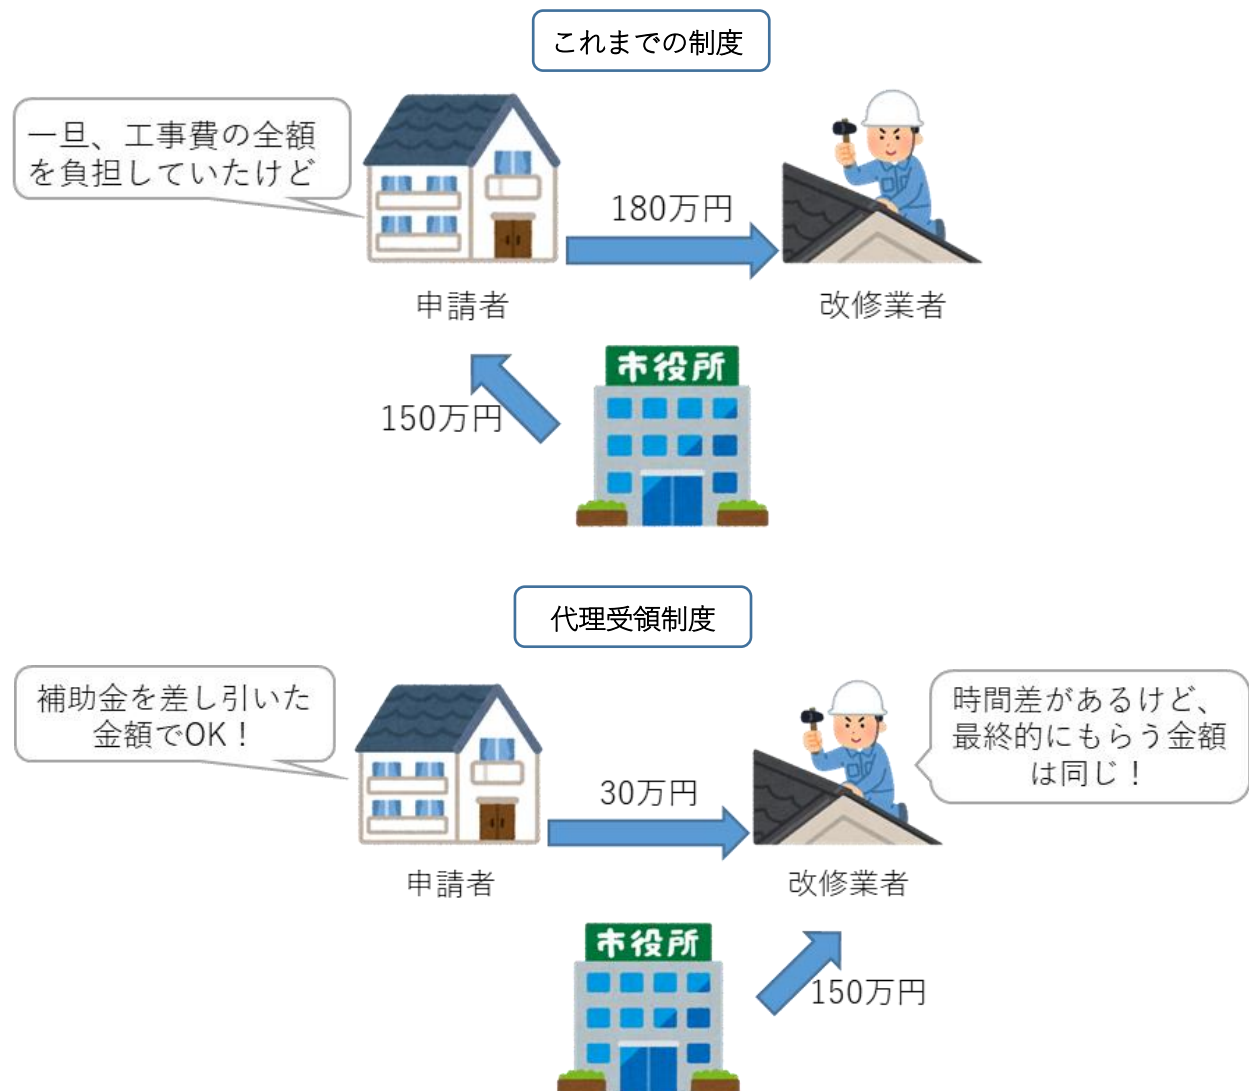 これまでの制度
一旦、工事費の全額
を負担していたけど
180万円
申請者
改修業者
市役所
150万円
代理受領制度
補助金を差し引いた
金額でOK！
時間差があるけど、
最終的にもらう金額
は同じ！
30万円
申請者
改修業者
市役所
150万円